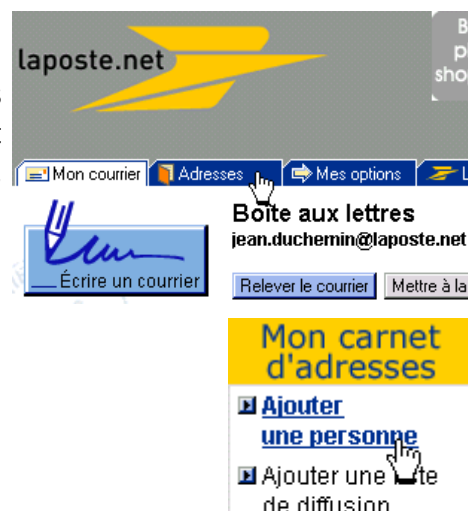 laposte.net
Mon courrier Adresses Mes options
Boîte aux lettres
jean.duchemin@laposte.net
Écrire un courrier
Relever le courrier Mettre à la
Mon carnet
d'adresses
Ajouter
une personne
Ajouter une
de diffusion